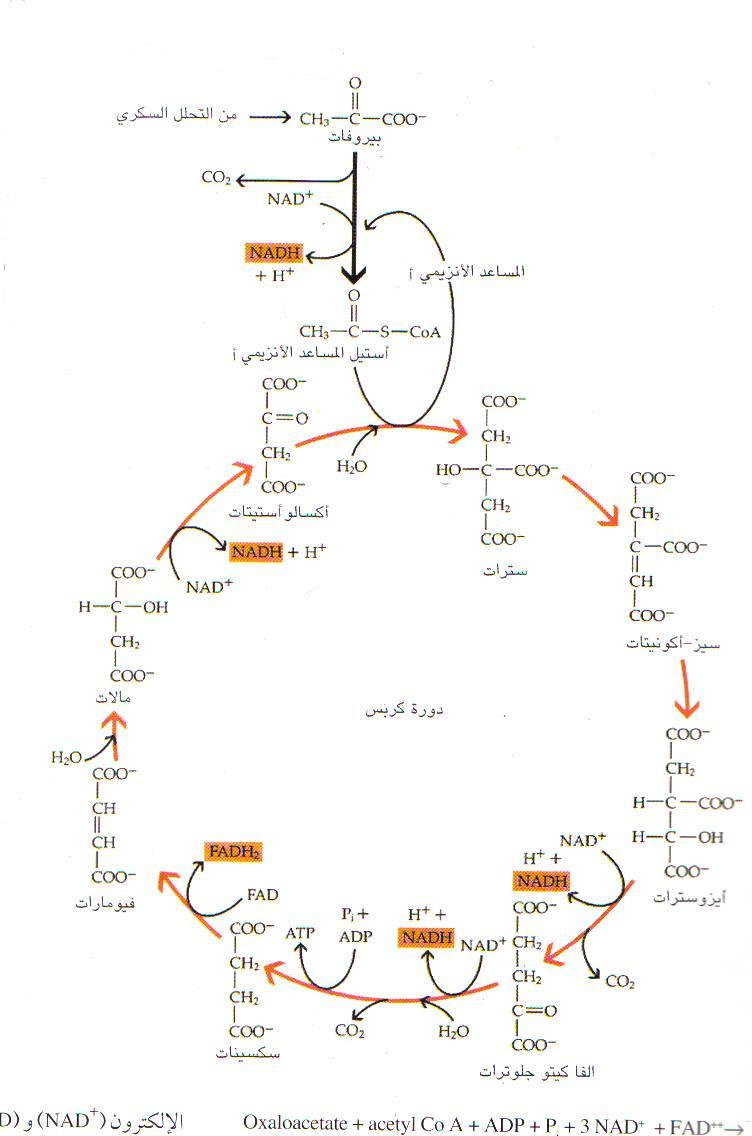 O
من التحلل السكري
CH₃—C—COO⁻
بيروفات
CO₂
NAD⁺
NADH
+ H⁺
المساعد الأنزيمي أ
O
CH₃—C—S—CoA
أستيل المساعد الأنزيمي أ
COO⁻
C=O
CH₂
COO⁻
أكسالو أستيتات
H₂O
COO⁻
CH₂
HO—C—COO⁻
CH₂
COO⁻
سترات
COO⁻
CH₂
C—COO⁻
CH
COO⁻
سيز-أكونيتات
NADH + H⁺
NAD⁺
COO⁻
H—C—OH
CH₂
COO⁻
مالات
دورة كربس
H₂O
COO⁻
CH
CH
COO⁻
فيومارات
COO⁻
CH₂
H—C—COO⁻
H—C—OH
COO⁻
أيزوسترات
NAD⁺
H⁺ +
NADH
CO₂
COO⁻
CH₂
CH₂
C=O
COO⁻
الفا كيتو جلوترات
NAD⁺
H⁺ +
NADH
H₂O
CO₂
Pᵢ +
ADP
ATP
COO⁻
CH₂
CH₂
COO⁻
سكسينات
FAD
FADH₂
الإلكترون (NAD⁺) و (D
Oxaloacetate + acetyl Co A + ADP + Pᵢ + 3 NAD⁺ + FAD⁺⁺→